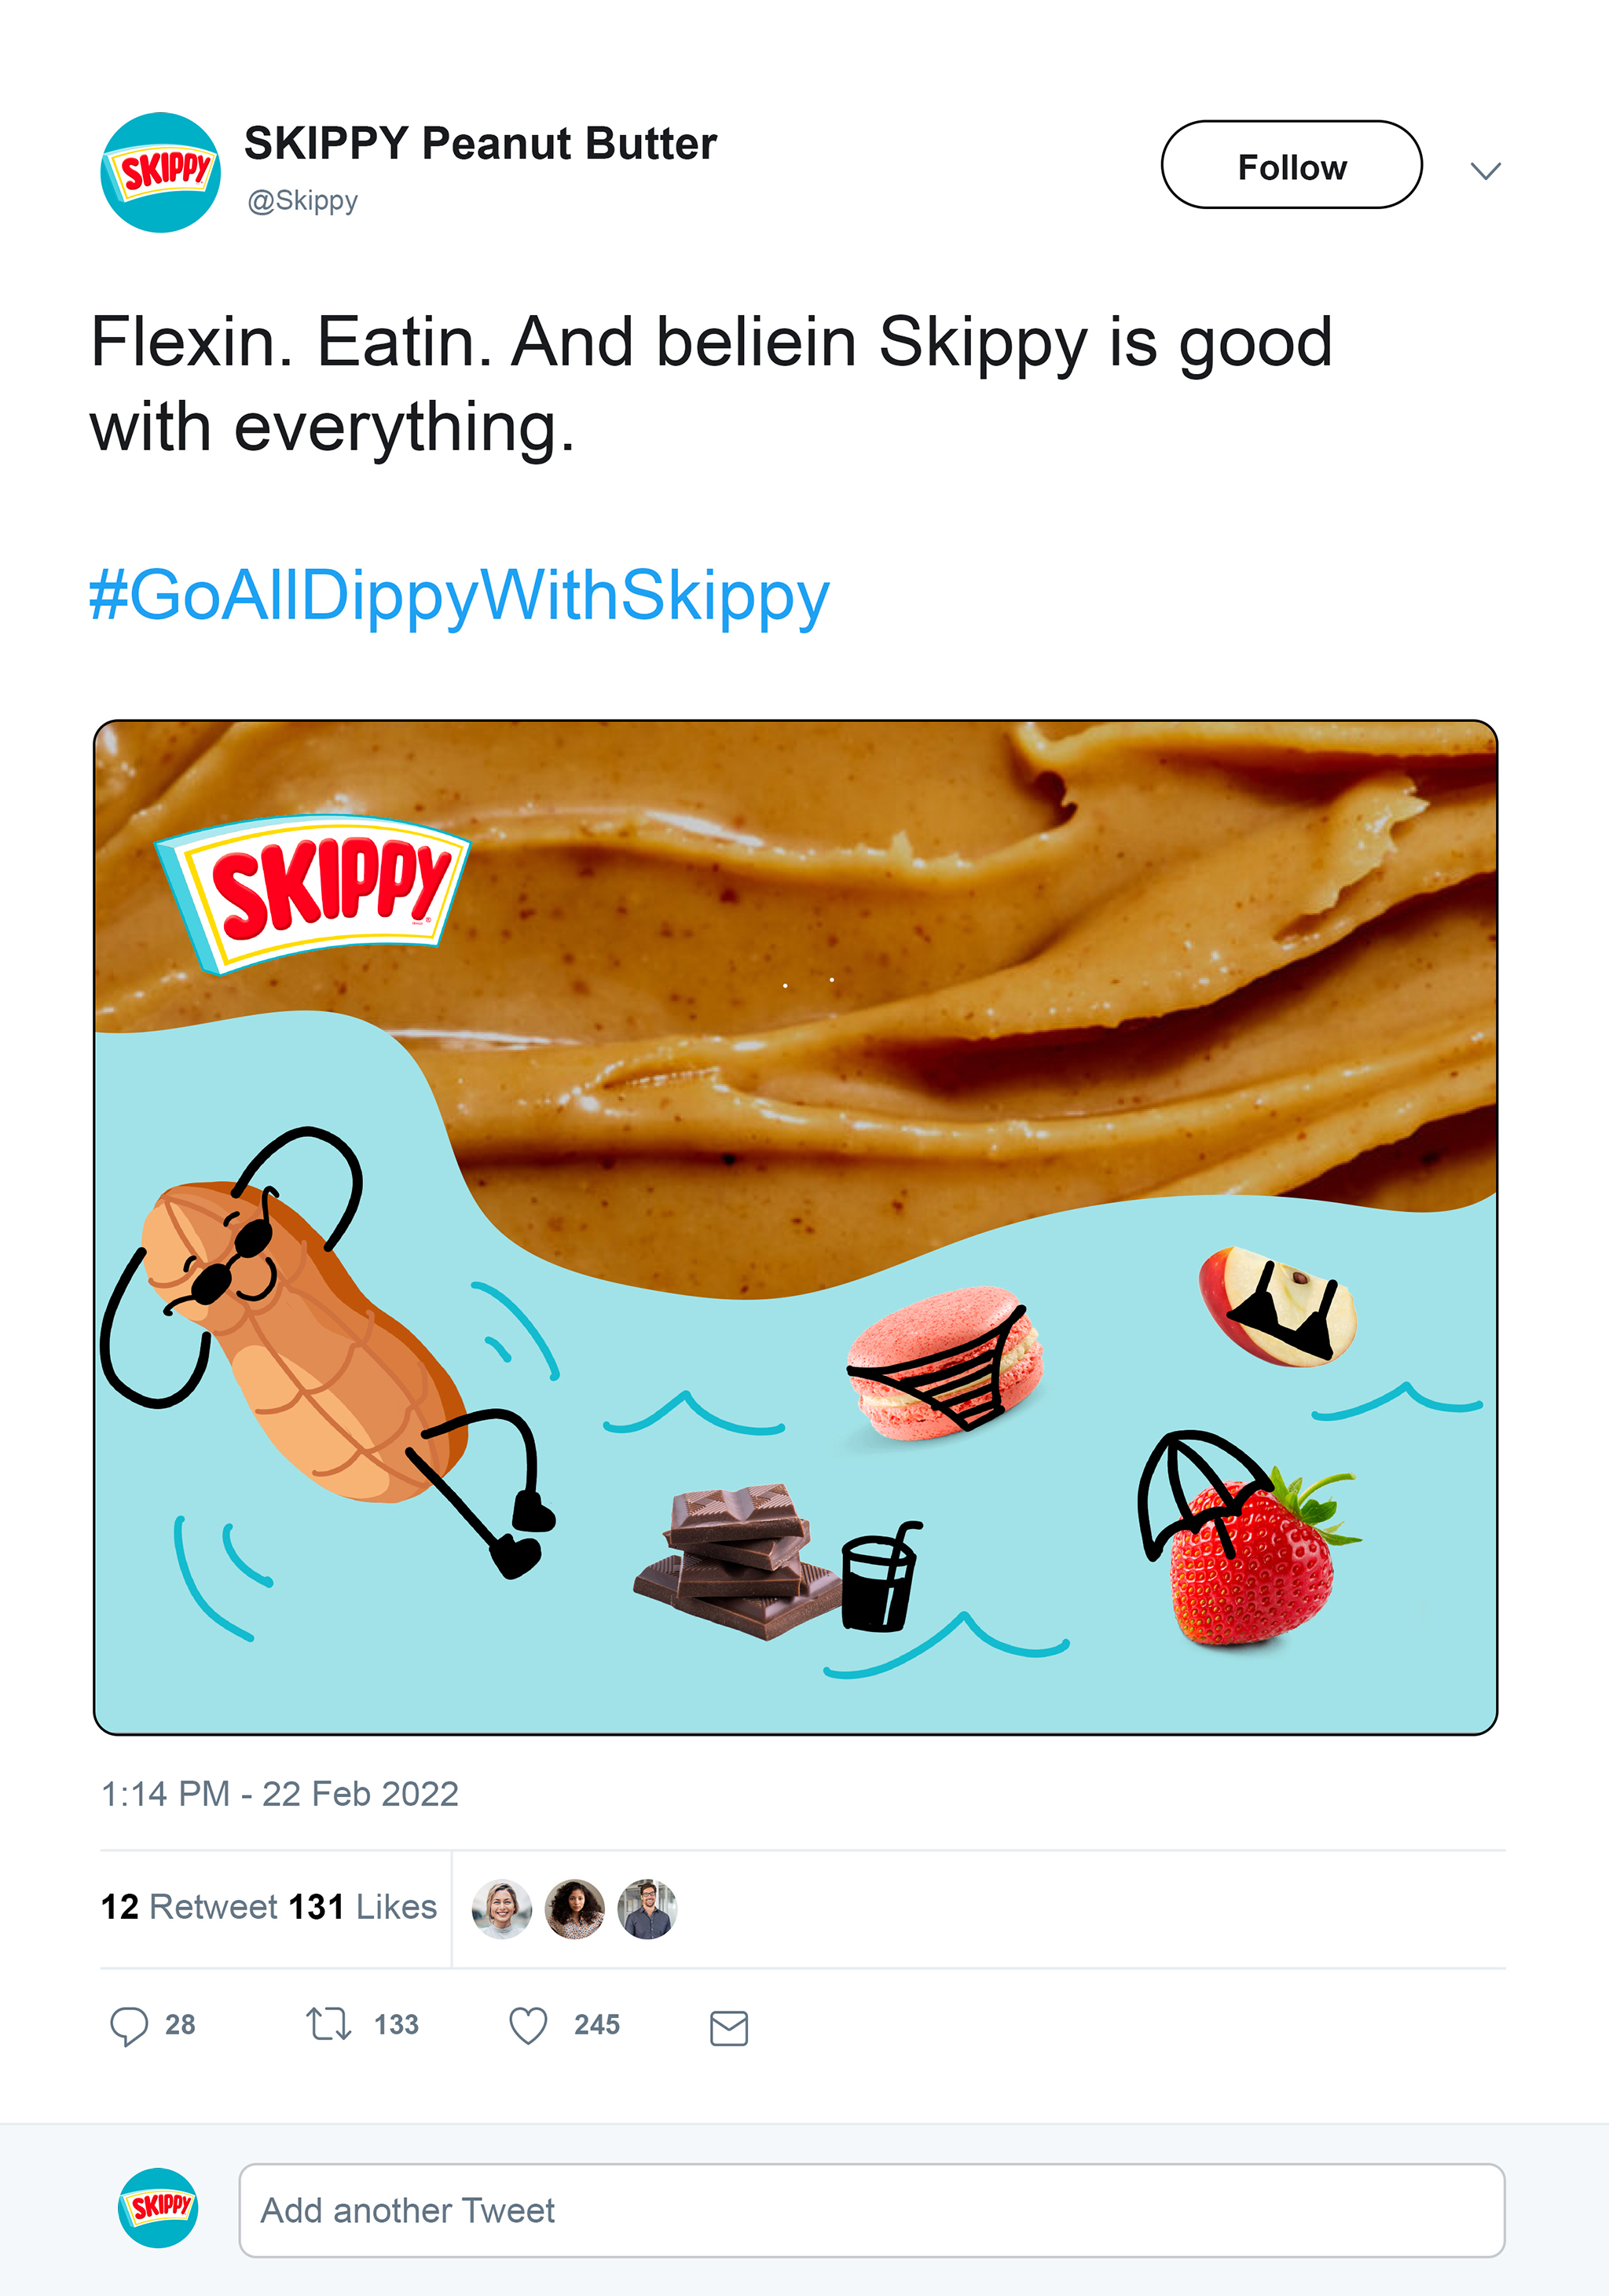 SKIPPY
SKIPPY Peanut Butter
@Skippy
Follow
Flexin. Eatin. And beliein Skippy is good
with everything.
#GoAllDippyWithSkippy
SKIPPY
1:14 PM - 22 Feb 2022
12 Retweet 131 Likes
28 133 245
SKIPPY
Add another Tweet